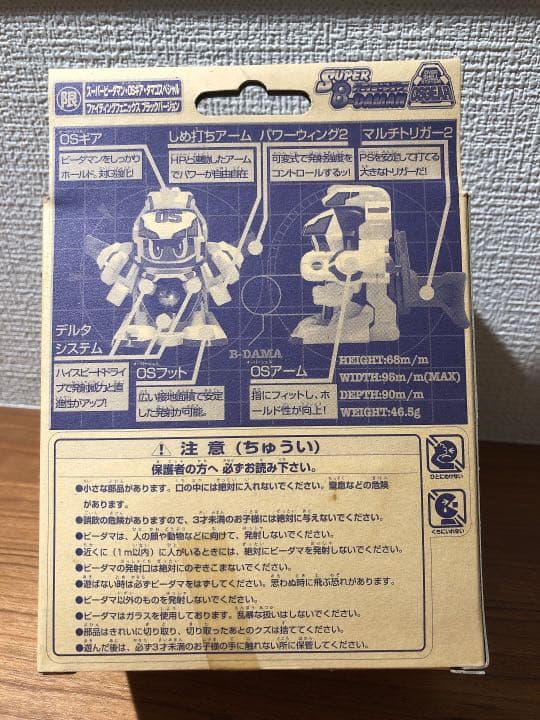 限 スーパービーダマン・OSギア・タマゴスペシャル
ファイティングフェニックス ブラックバージョン
SUPER
B-DAMAN
OSGEAR
OSギア
ビーダマンをしっかり
ホールド、対G強化!
しめ打ちアーム
HPと連動したアーム
でパワーが自由自在
パワーウィング2
可変式で発射強度を
コントロールするッ!
マルチトリガー2
PSを安定して打てる
大きなトリガーだ!
OS
デルタ
システム
ハイスピードドライ
ブで発射威力と直
進性がアップ!
OSフット
広い接地面積で安定
した発射が可能。
B-DAMA
OSアーム
指にフィットし、ホ
ールド性が向上!
HEIGHT:68m/m
WIDTH:95m/m(MAX)
DEPTH:90m/m
WEIGHT:46.5g
注意(ちゅうい)
保護者の方へ 必ずお読み下さい。
●小さな部品があります。口の中には絶対に入れないでください。窒息などの危険
があります。
●誤飲の危険がありますので、3才未満のお子様には絶対に与えないでください。
●ビーダマは、人の顔や動物などに向けて、発射しないでください。
●近くに(1m以内)に人がいるときには、絶対にビーダマを発射しないでください。
●ビーダマの発射口は絶対にのぞきこまないでください。
●遊ばない時は必ずビーダマをはずしてください。思わぬ時に飛ぶ恐れがあります。
●ビーダマ以外のものを発射しないでください。
●ビーダマはガラスを使用しております。乱暴な扱いはしないでください。
●部品はきれいに切り取り、切り取ったあとのクズは捨ててください。
●遊んだ後は、必ず3才未満のお子様の手に触れない所に保管してください。
ひとにむけない
くちにいれない